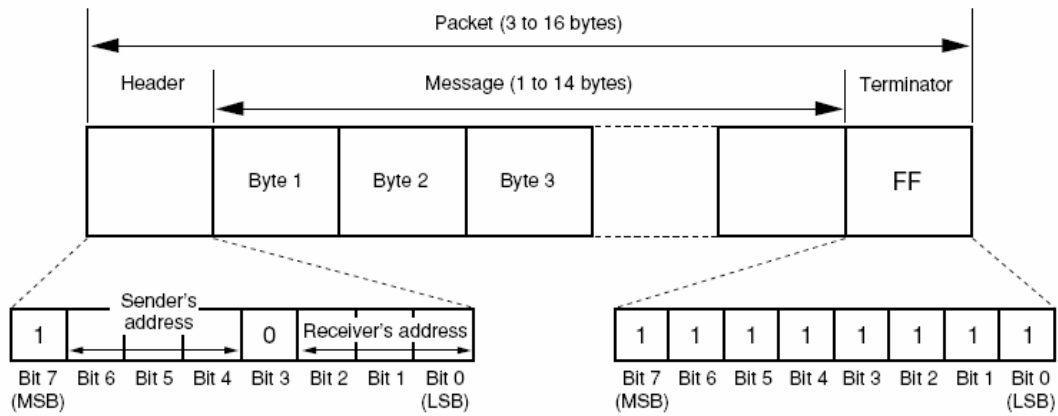 Packet (3 to 16 bytes)
Header Message (1 to 14 bytes) Terminator
Byte 1 Byte 2 Byte 3 FF
Sender's
address
1 0 Receiver's address 1 1 1 1 1 1 1 1
Bit 7 Bit 6 Bit 5 Bit 4 Bit 3 Bit 2 Bit 1 Bit 0 Bit 7 Bit 6 Bit 5 Bit 4 Bit 3 Bit 2 Bit 1 Bit 0
(MSB) (LSB) (MSB) (LSB)